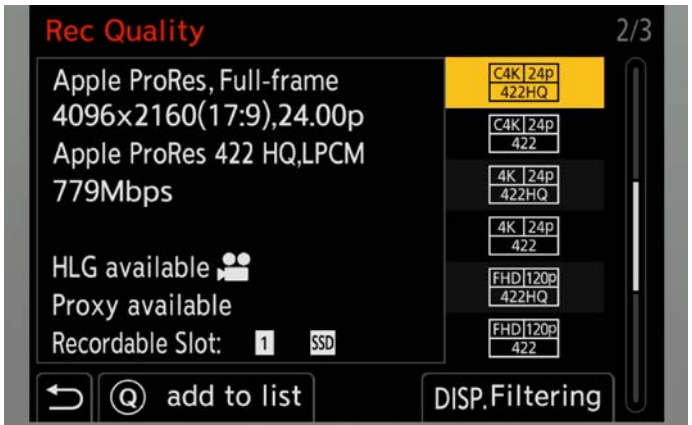 Rec Quality
2/3
Apple ProRes, Full-frame
4096x2160(17:9),24.00p
Apple ProRes 422 HQ,LPCM
779Mbps
HLG available
Proxy available
Recordable Slot: 1 SSD
C4K 24p
422HQ
C4K 24p
422
4K 24p
422HQ
4K 24p
422
FHD 120p
422HQ
FHD 120p
422
Q add to list
DISP.Filtering